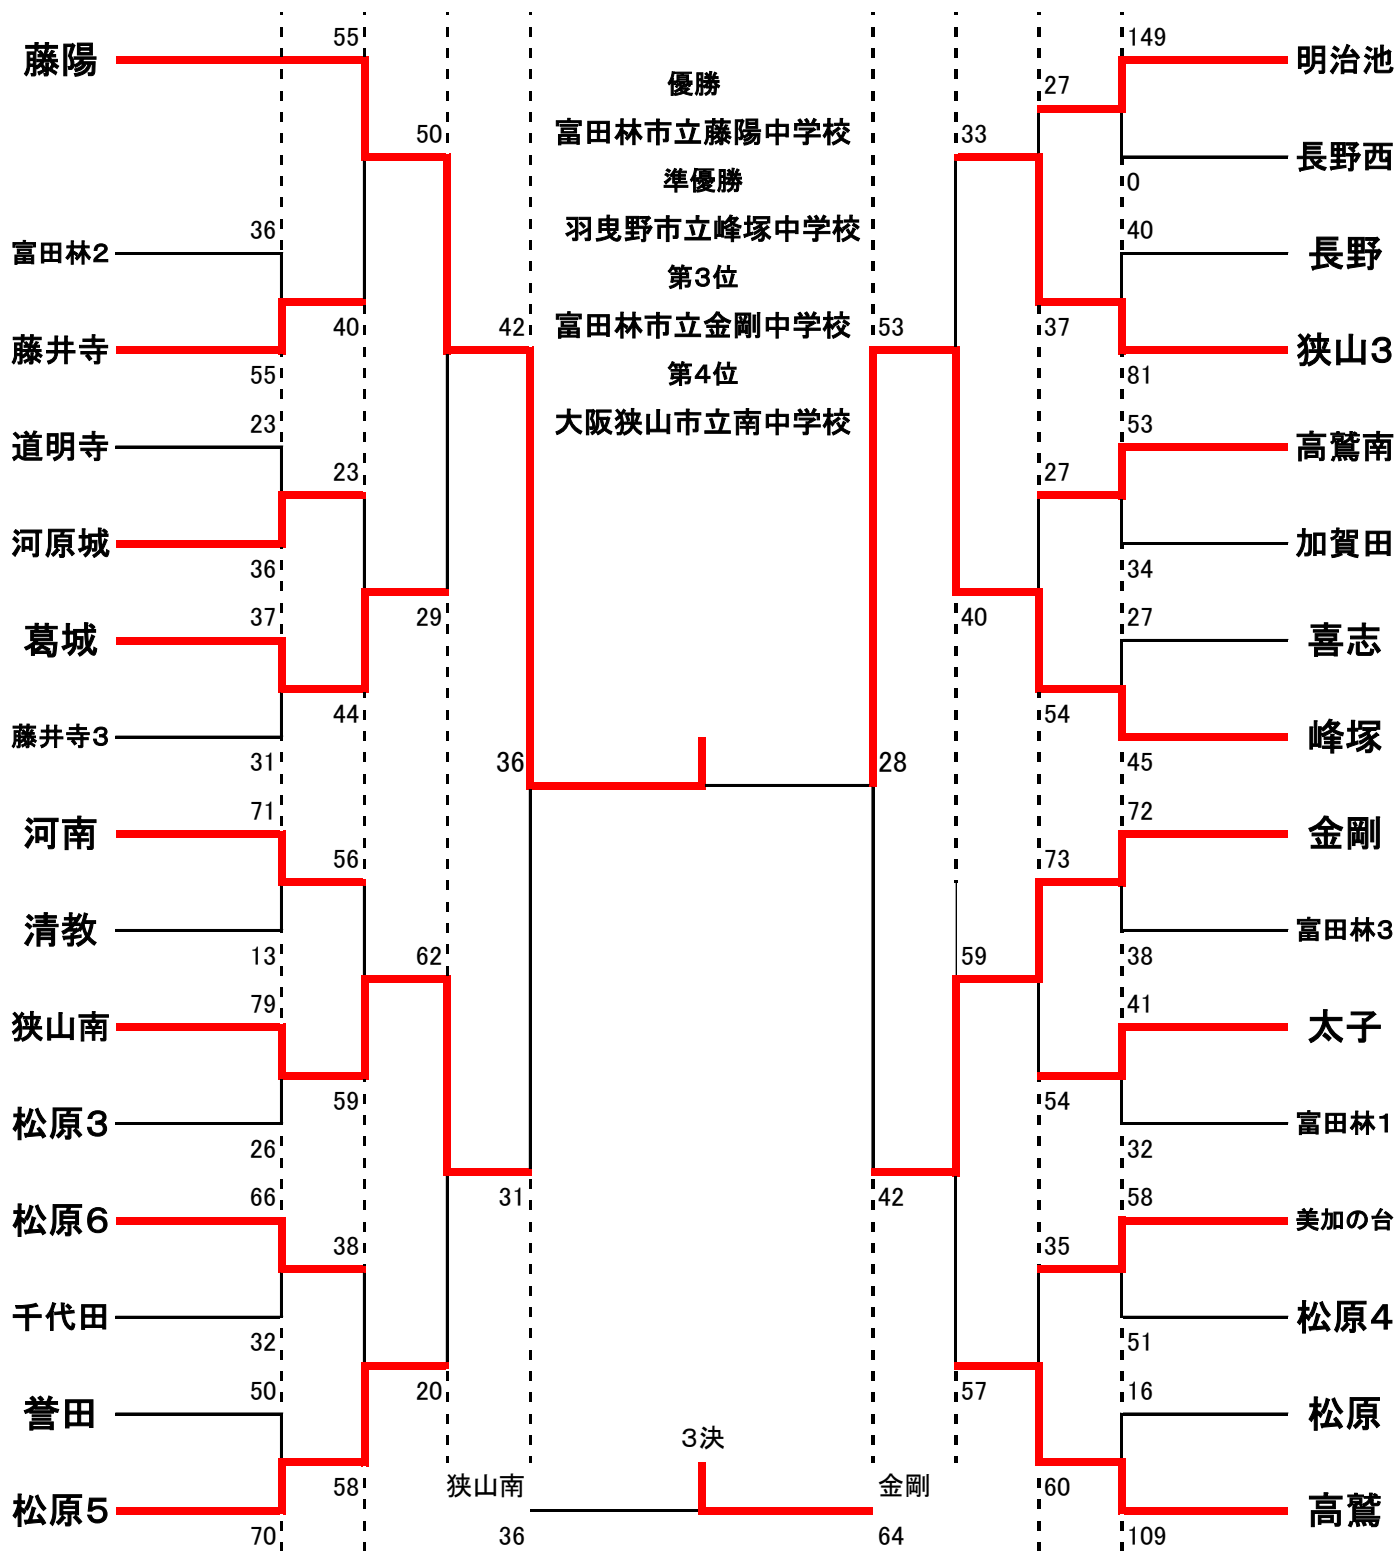 55
149
藤陽
明治池
優勝
27
50
富田林市立藤陽中学校
33
長野西
準優勝
0
36
羽曳野市立峰塚中学校
40
富田林2
長野
第3位
40
42
富田林市立金剛中学校
53
37
藤井寺
狭山3
55
第4位
81
23
大阪狭山市立南中学校
53
道明寺
高鷲南
23
27
河原城
加賀田
36
34
37
29
40
27
葛城
喜志
44
54
藤井寺3
峰塚
31
36
28
45
71
72
河南
金剛
56
73
清教
富田林3
13
62
59
38
79
41
狭山南
太子
59
54
松原3
富田林1
26
32
66
31
42
58
松原6
美加の台
38
35
千代田
松原4
32
51
50
20
57
16
誉田
松原
3決
58
狭山南
金剛
60
松原5
高鷲
70
36
64
109